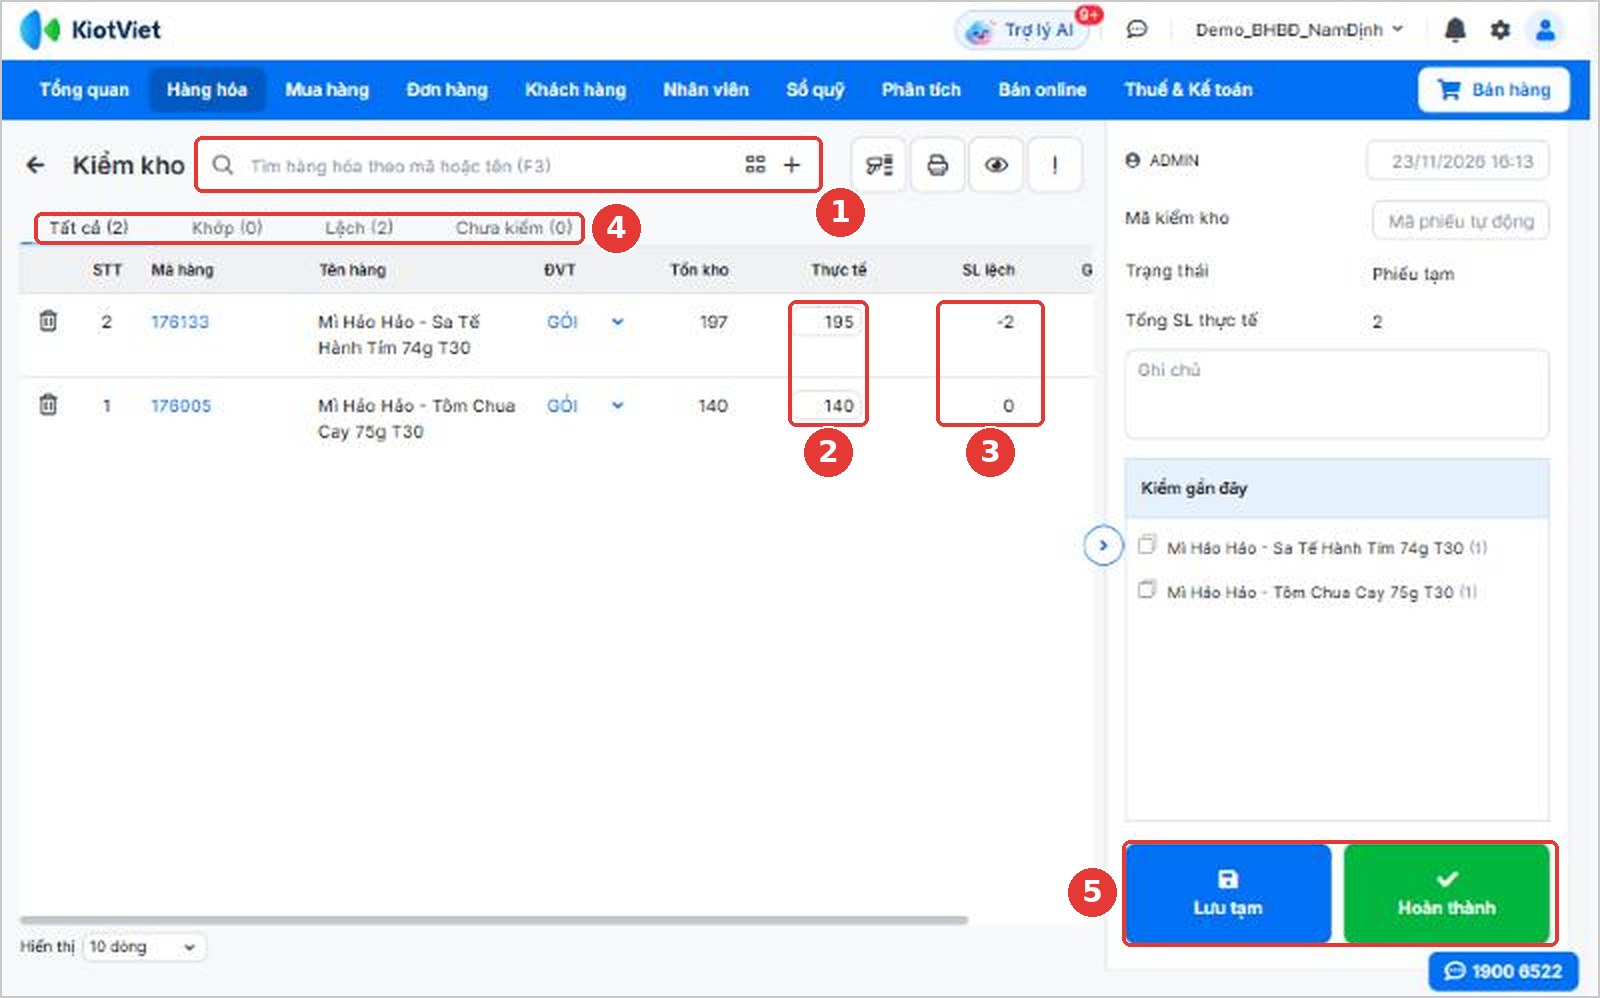 KiotViet
Trợ lý AI
9+
Demo_BHBĐ_NamĐịnh
Tổng quan
Hàng hóa
Mua hàng
Đơn hàng
Khách hàng
Nhân viên
Sổ quỹ
Phân tích
Bán online
Thuế & Kế toán
Bán hàng
Kiểm kho
Tìm hàng hóa theo mã hoặc tên (F3)
1
Tất cả (2)
Khớp (0)
Lệch (2)
Chưa kiểm (0)
4
STT
Mã hàng
Tên hàng
ĐVT
Tồn kho
Thực tế
SL lệch
G
2
176133
Mì Hảo Hảo - Sa Tế
Hành Tím 74g T30
GÓI
197
195
-2
1
176005
Mì Hảo Hảo - Tôm Chua
Cay 75g T30
GÓI
140
140
0
2
3
Hiển thị
10 dòng
ADMIN
23/11/2026 16:13
Mã kiểm kho
Mã phiếu tự động
Trạng thái
Phiếu tạm
Tổng SL thực tế
2
Ghi chú
Kiểm gần đây
Mì Hảo Hảo - Sa Tế Hành Tím 74g T30 (1)
Mì Hảo Hảo - Tôm Chua Cay 75g T30 (1)
5
Lưu tạm
Hoàn thành
1900 6522